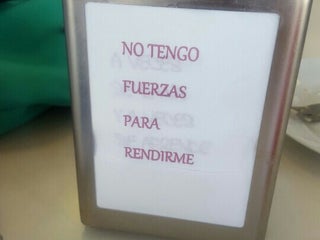 NO TENGO
FUERZAS
PARA
RENDIRME